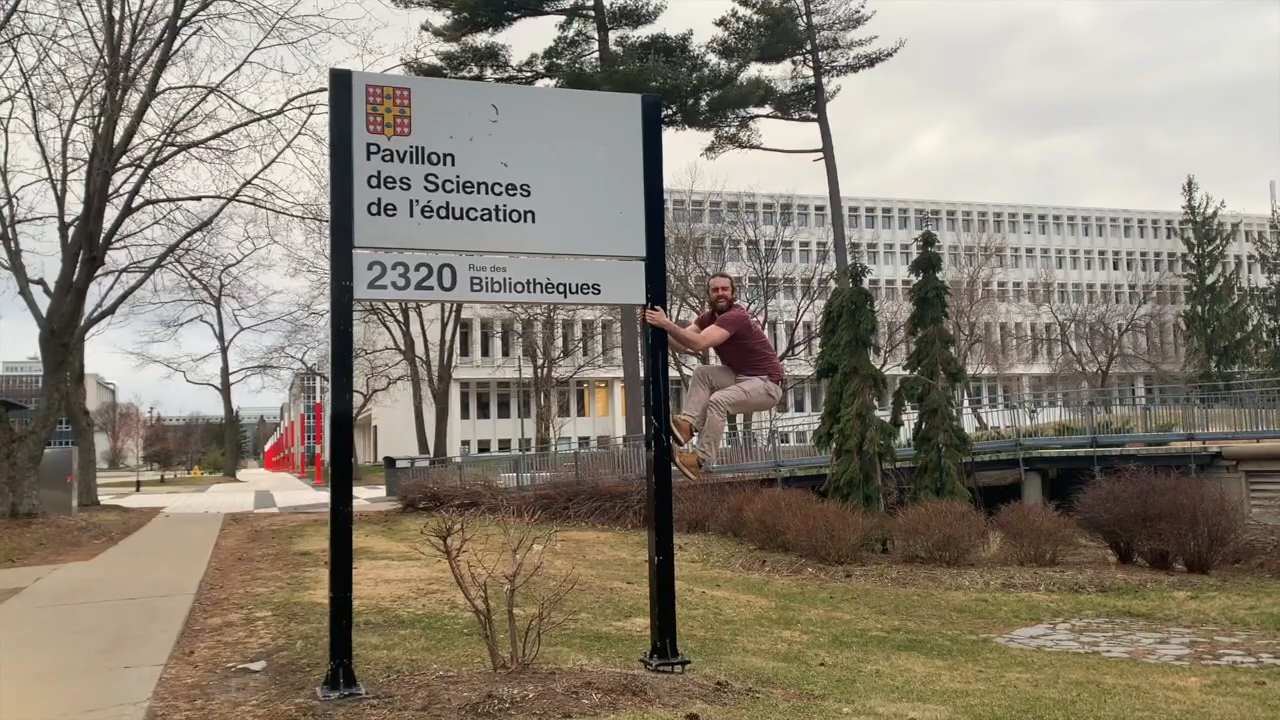 Pavillon
des Sciences
de l'éducation
2320 Rue des
Bibliothèques